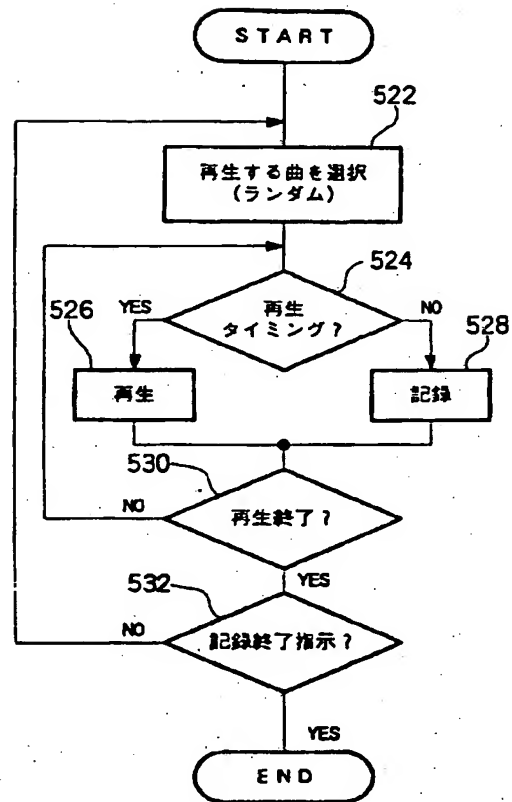 START
522
再生する曲を選択
(ランダム)
524
再生
タイミング?
YES
NO
526
528
再生
記録
530
再生終了?
NO
YES
532
記録終了指示?
NO
YES
END